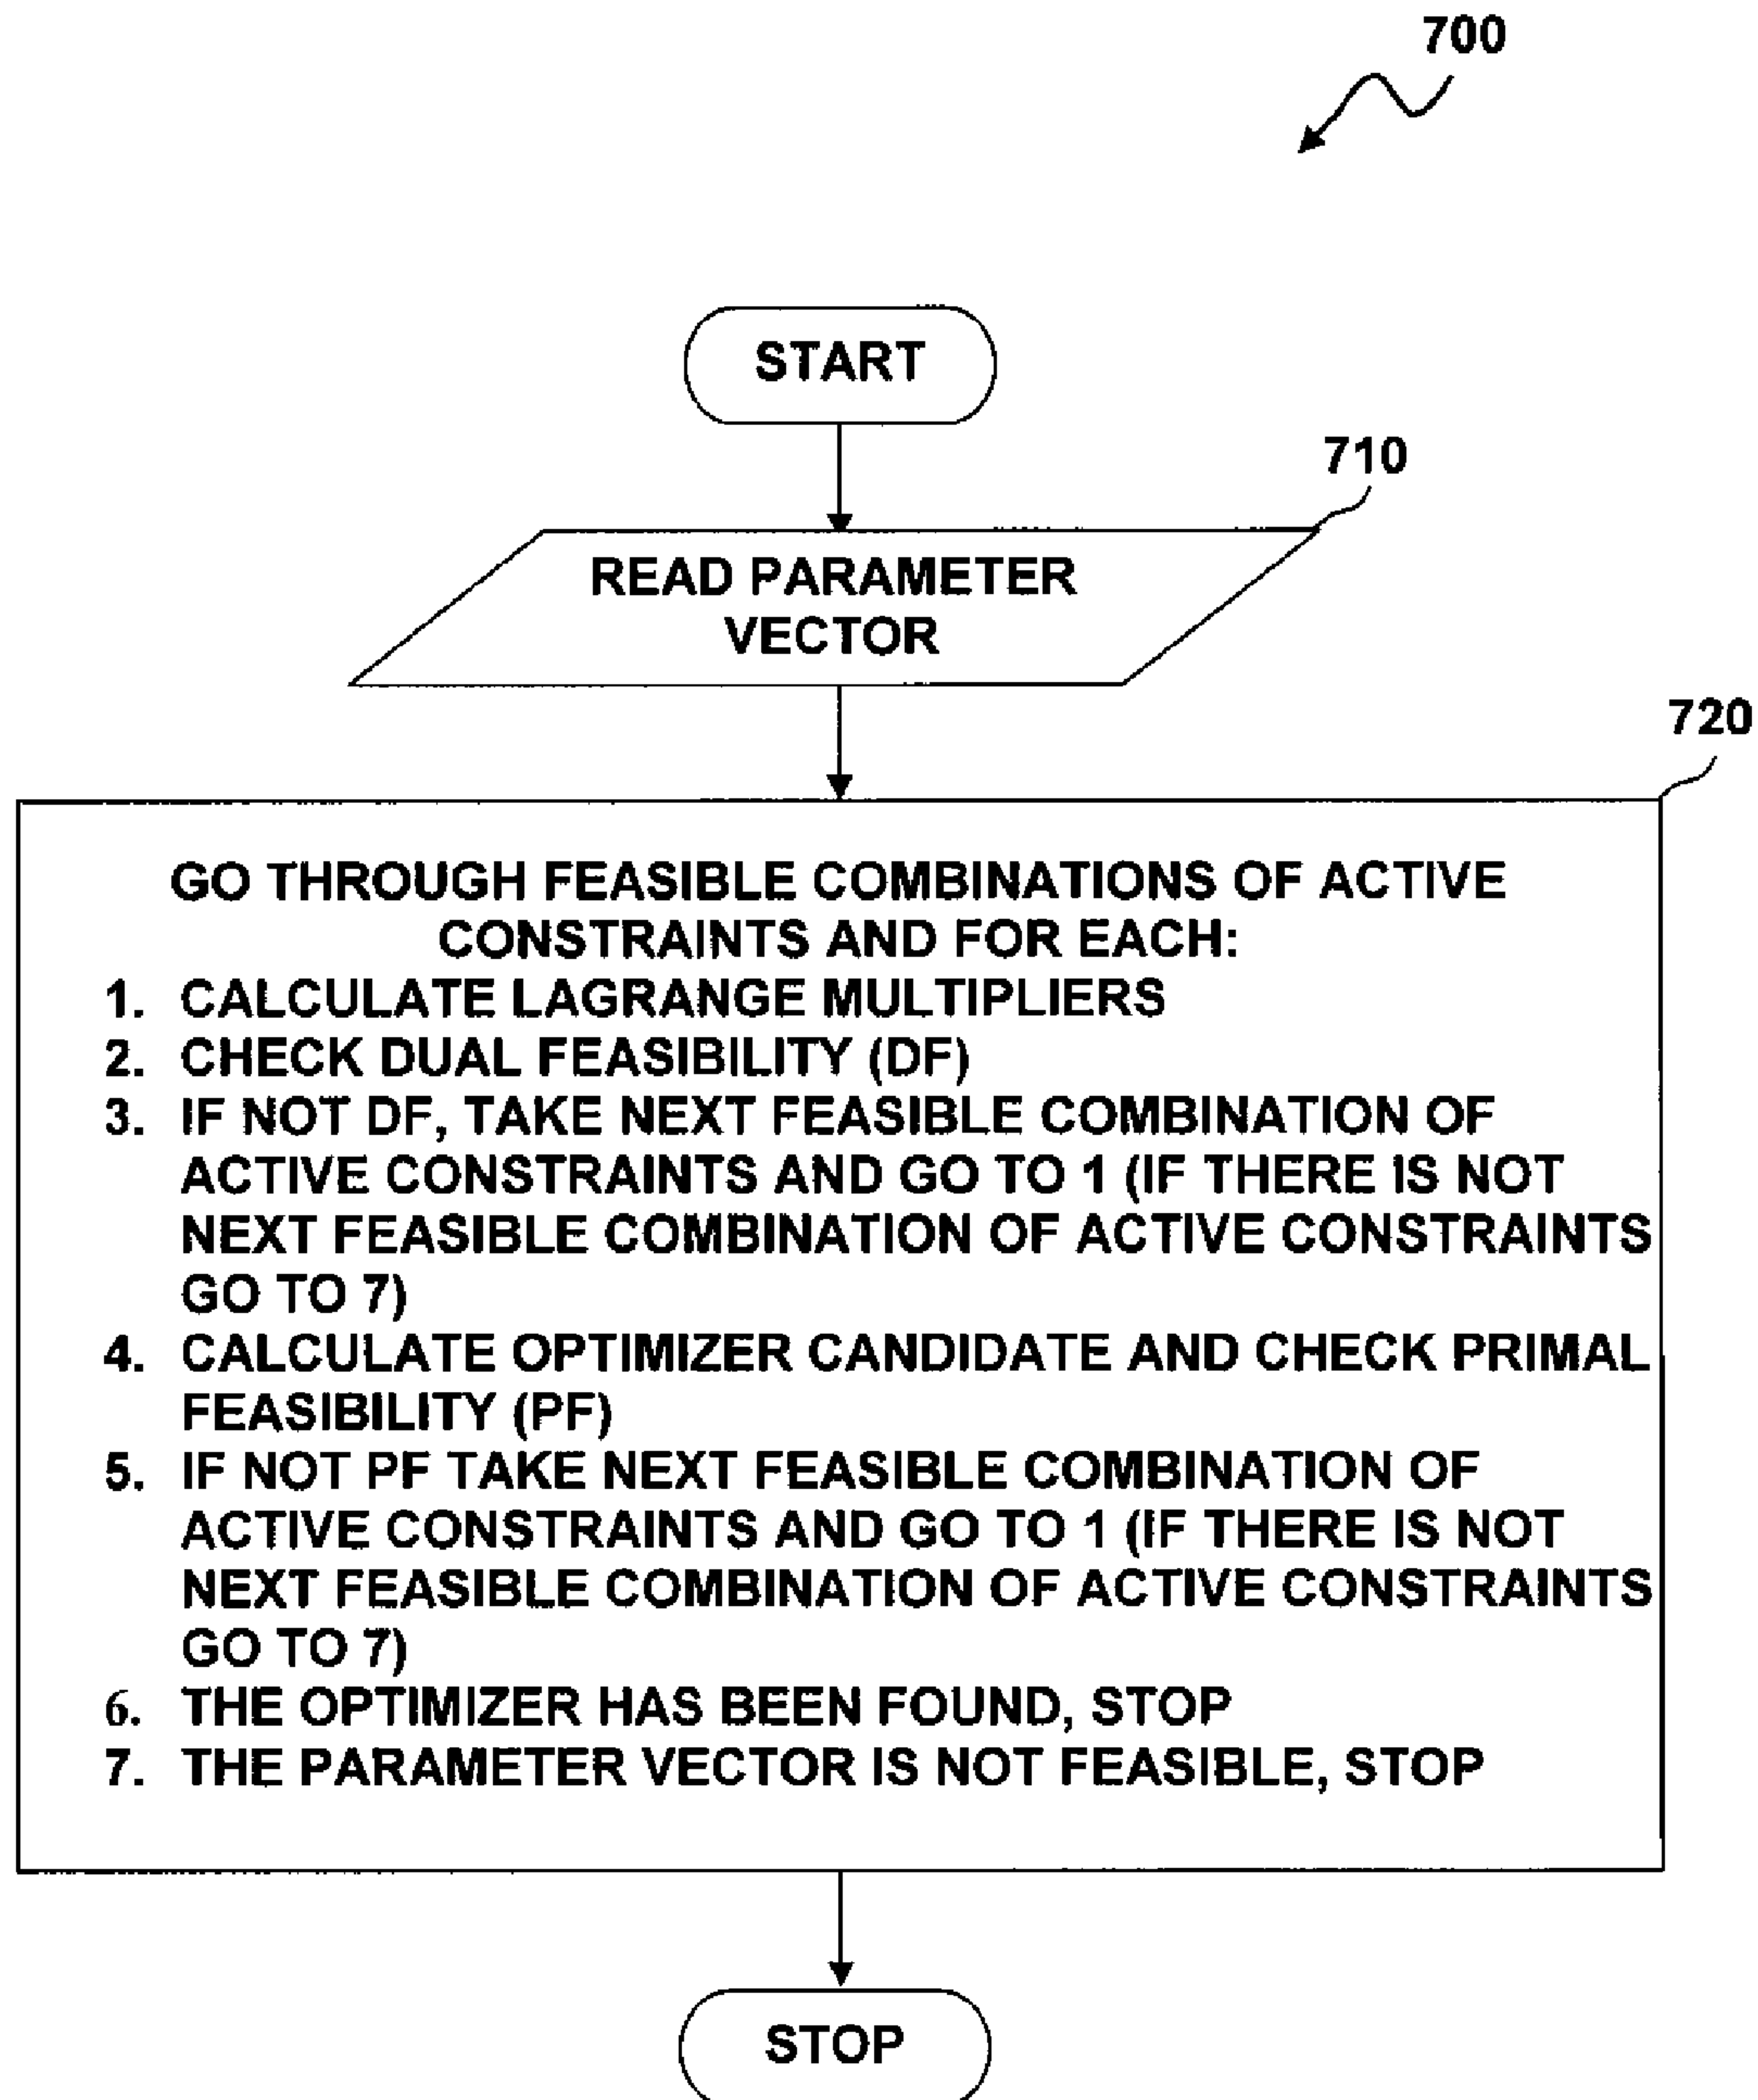 700
START
710
READ PARAMETER
VECTOR
720
GO THROUGH FEASIBLE COMBINATIONS OF ACTIVE
CONSTRAINTS AND FOR EACH:
1. CALCULATE LAGRANGE MULTIPLIERS
2. CHECK DUAL FEASIBILITY (DF)
3. IF NOT DF, TAKE NEXT FEASIBLE COMBINATION OF
ACTIVE CONSTRAINTS AND GO TO 1 (IF THERE IS NOT
NEXT FEASIBLE COMBINATION OF ACTIVE CONSTRAINTS
GO TO 7)
4. CALCULATE OPTIMIZER CANDIDATE AND CHECK PRIMAL
FEASIBILITY (PF)
5. IF NOT PF TAKE NEXT FEASIBLE COMBINATION OF
ACTIVE CONSTRAINTS AND GO TO 1 (IF THERE IS NOT
NEXT FEASIBLE COMBINATION OF ACTIVE CONSTRAINTS
GO TO 7)
6. THE OPTIMIZER HAS BEEN FOUND, STOP
7. THE PARAMETER VECTOR IS NOT FEASIBLE, STOP
STOP